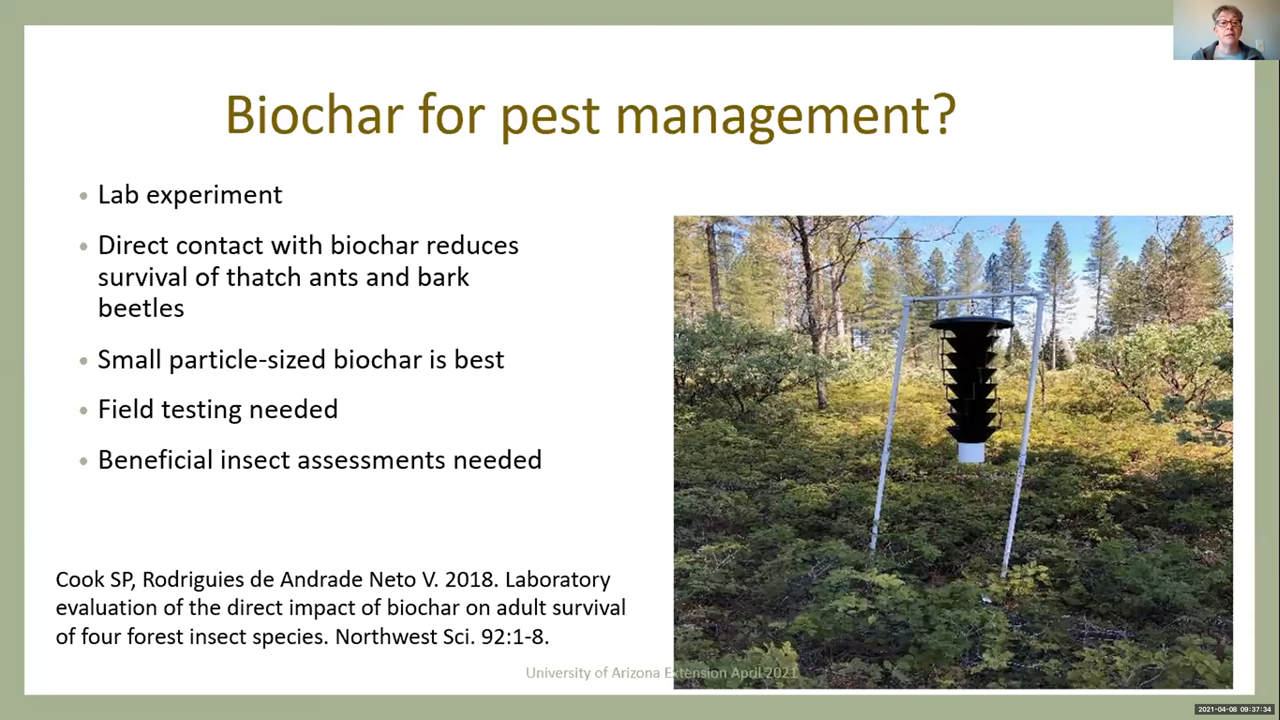 Biochar for pest management?
• Lab experiment
• Direct contact with biochar reduces
survival of thatch ants and bark
beetles
• Small particle-sized biochar is best
• Field testing needed
• Beneficial insect assessments needed
Cook SP, Rodriguies de Andrade Neto V. 2018. Laboratory
evaluation of the direct impact of biochar on adult survival
of four forest insect species. Northwest Sci. 92:1-8.
University of Arizona Extension April 2021
2021-04-08 09:37:34